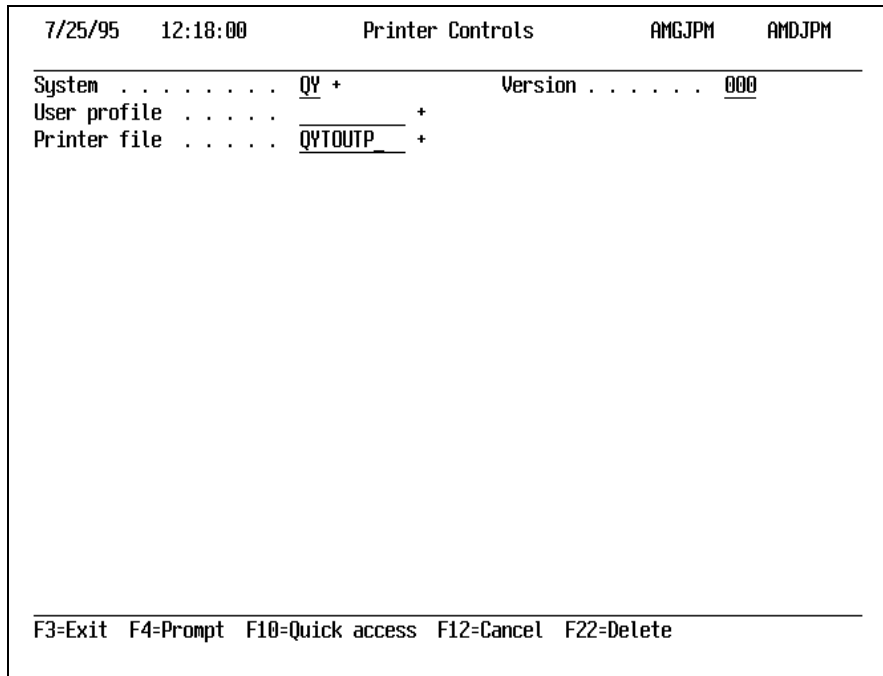 7/25/95 12:18:00 Printer Controls AMGJPM AMDJPM
System . . . . . . . . QY + Version . . . . . . 000
User profile . . . . . ________ +
Printer file . . . . . QYTOUTP_ +
F3=Exit F4=Prompt F10=Quick access F12=Cancel F22=Delete